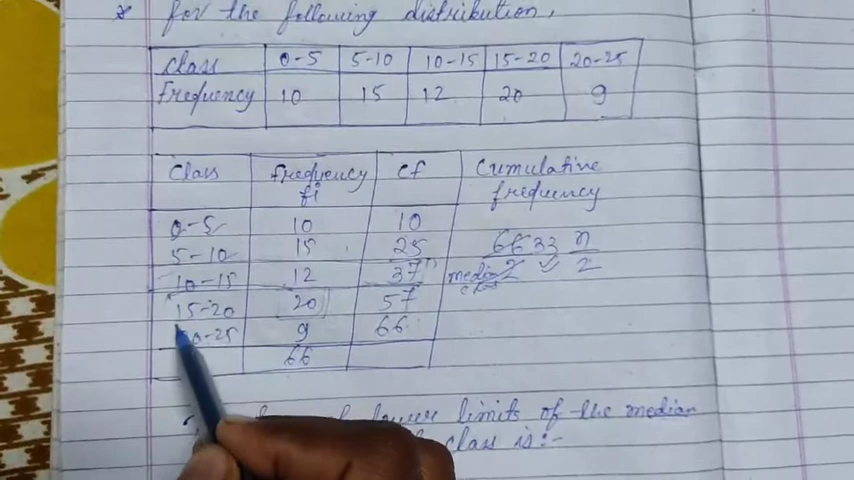 * for the following distribution,
Class 0-5 5-10 10-15 15-20 20-25
Frequency 10 15 12 20 9
Class frequency fi cf Cumulative frequency
0-5 10 10
5-10 15 25 66 33 n
10-15 12 37 median class 2 ✓ 2
15-20 20 57
20-25 9 66
66
lower limits of the median
class is:-